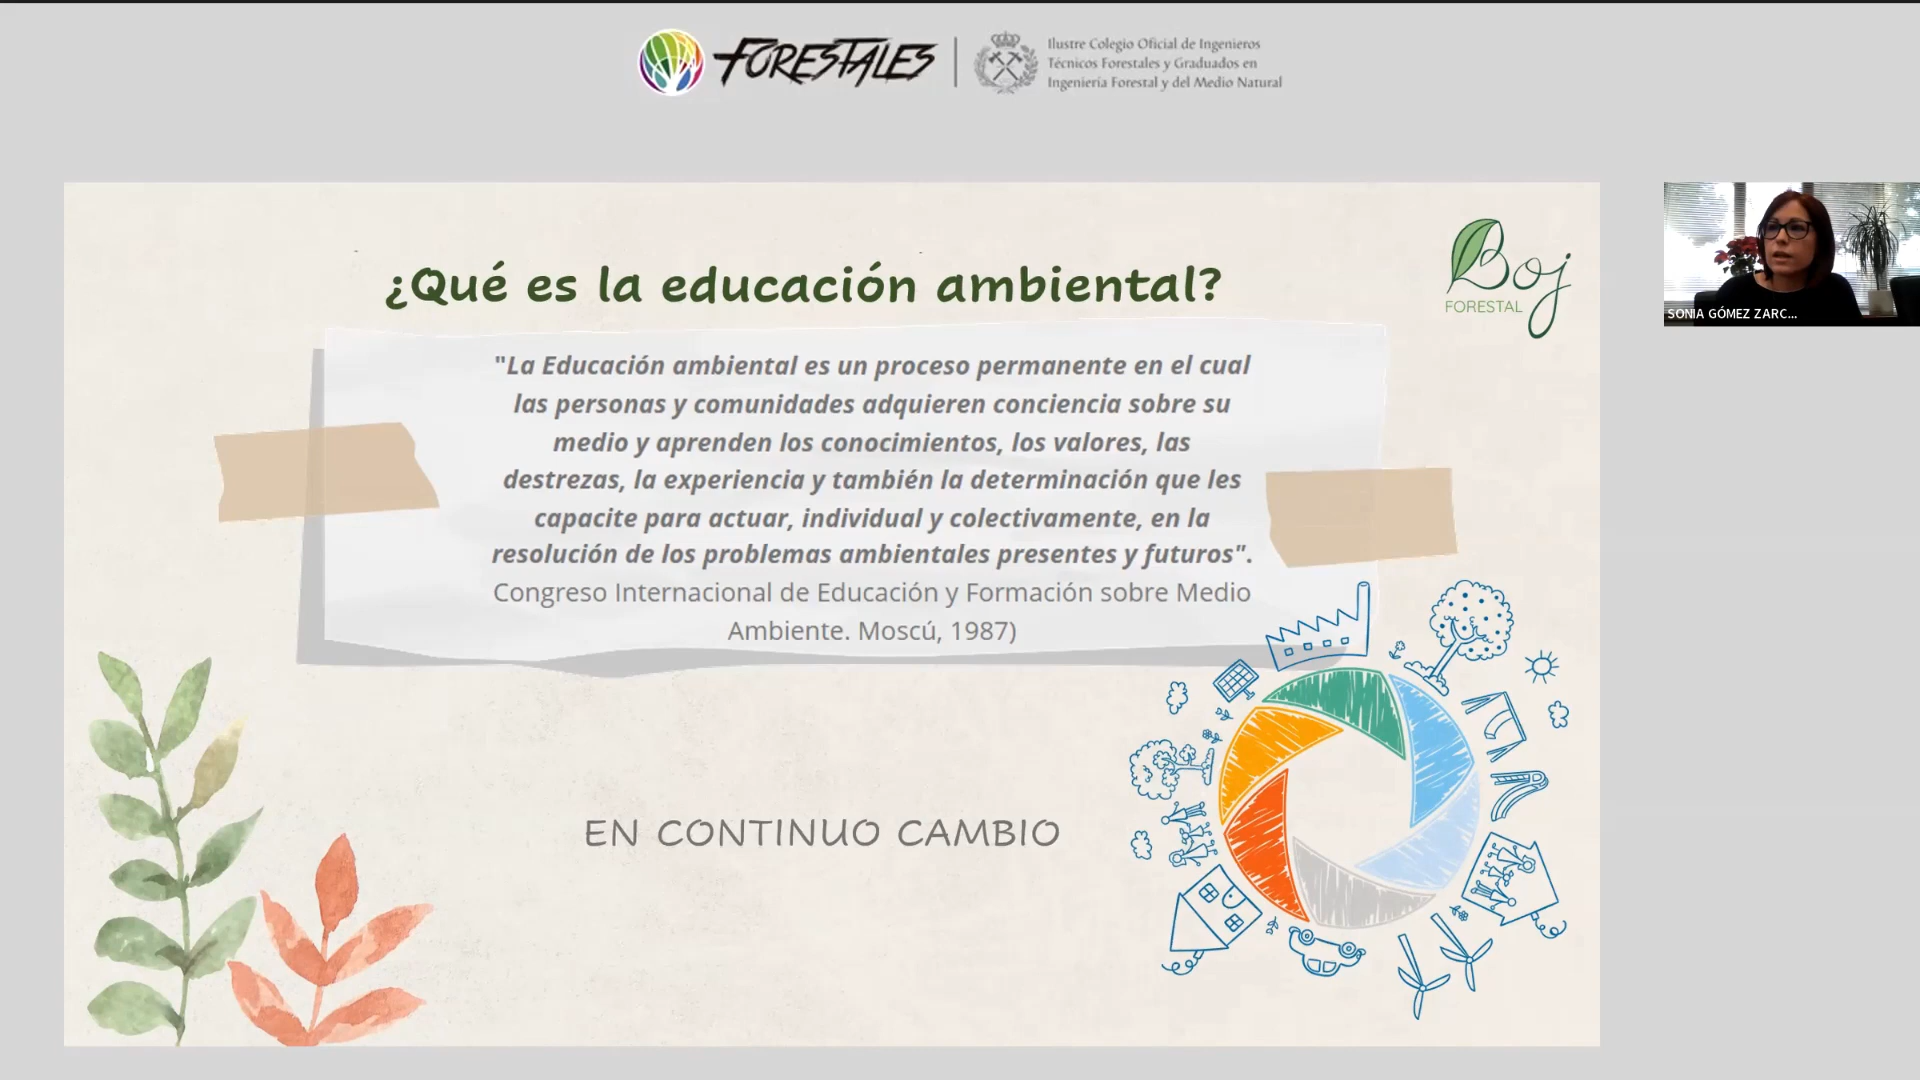 FORESTALES
Ilustre Colegio Oficial de Ingenieros
Técnicos Forestales y Graduados en
Ingeniería Forestal y del Medio Natural
¿Qué es la educación ambiental?
Boj
FORESTAL
"La Educación ambiental es un proceso permanente en el cual
las personas y comunidades adquieren conciencia sobre su
medio y aprenden los conocimientos, los valores, las
destrezas, la experiencia y también la determinación que les
capacite para actuar, individual y colectivamente, en la
resolución de los problemas ambientales presentes y futuros".
Congreso Internacional de Educación y Formación sobre Medio
Ambiente. Moscú, 1987)
EN CONTINUO CAMBIO
SONIA GÓMEZ ZARC...